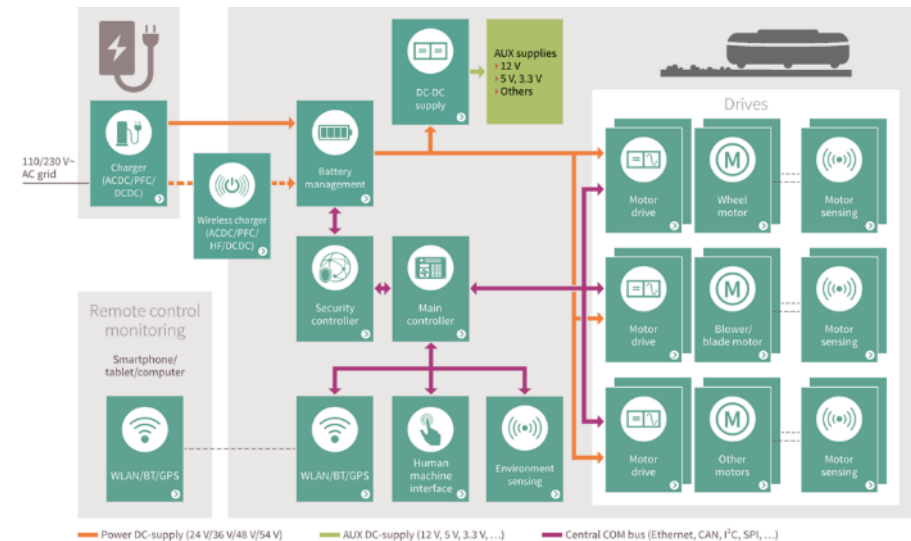 110/230 V~
AC grid
Charger
(ACDC/PFC/
DCDC)
Wireless charger
(ACDC/PFC/
HF/DCDC)
Battery
management
DC-DC
supply
AUX supplies
› 12 V
› 5 V, 3.3 V
› Others
Security
controller
Main
controller
Drives
Motor
drive
Wheel
motor
Motor
sensing
M
Motor
drive
Blower/
blade motor
Motor
sensing
M
Motor
drive
Other
motors
Motor
sensing
M
Remote control
monitoring
Smartphone/
tablet/computer
WLAN/BT/GPS
WLAN/BT/GPS
Human
machine
interface
Environment
sensing
Power DC-supply (24 V/36 V/48 V/54 V)
AUX DC-supply (12 V, 5 V, 3.3 V, …)
Central COM bus (Ethernet, CAN, I²C, SPI, …)